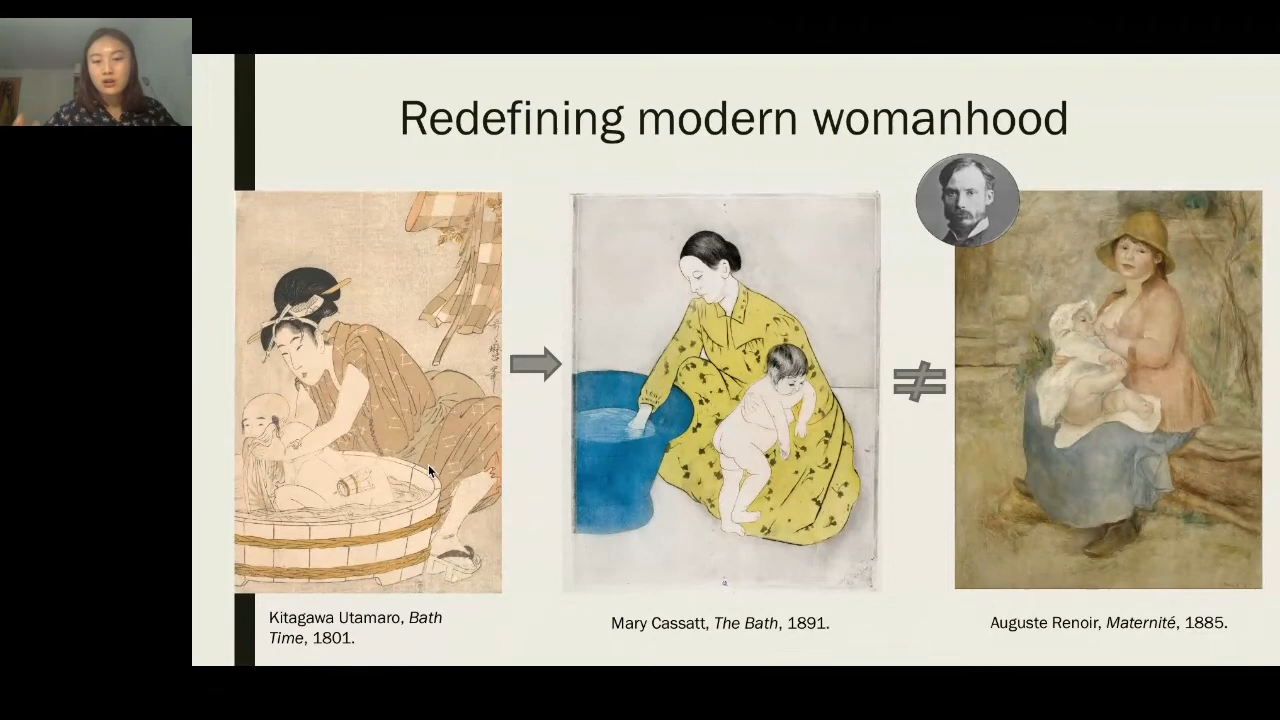 Redefining modern womanhood
Kitagawa Utamaro, Bath
Time, 1801.
Mary Cassatt, The Bath, 1891.
Auguste Renoir, Maternité, 1885.